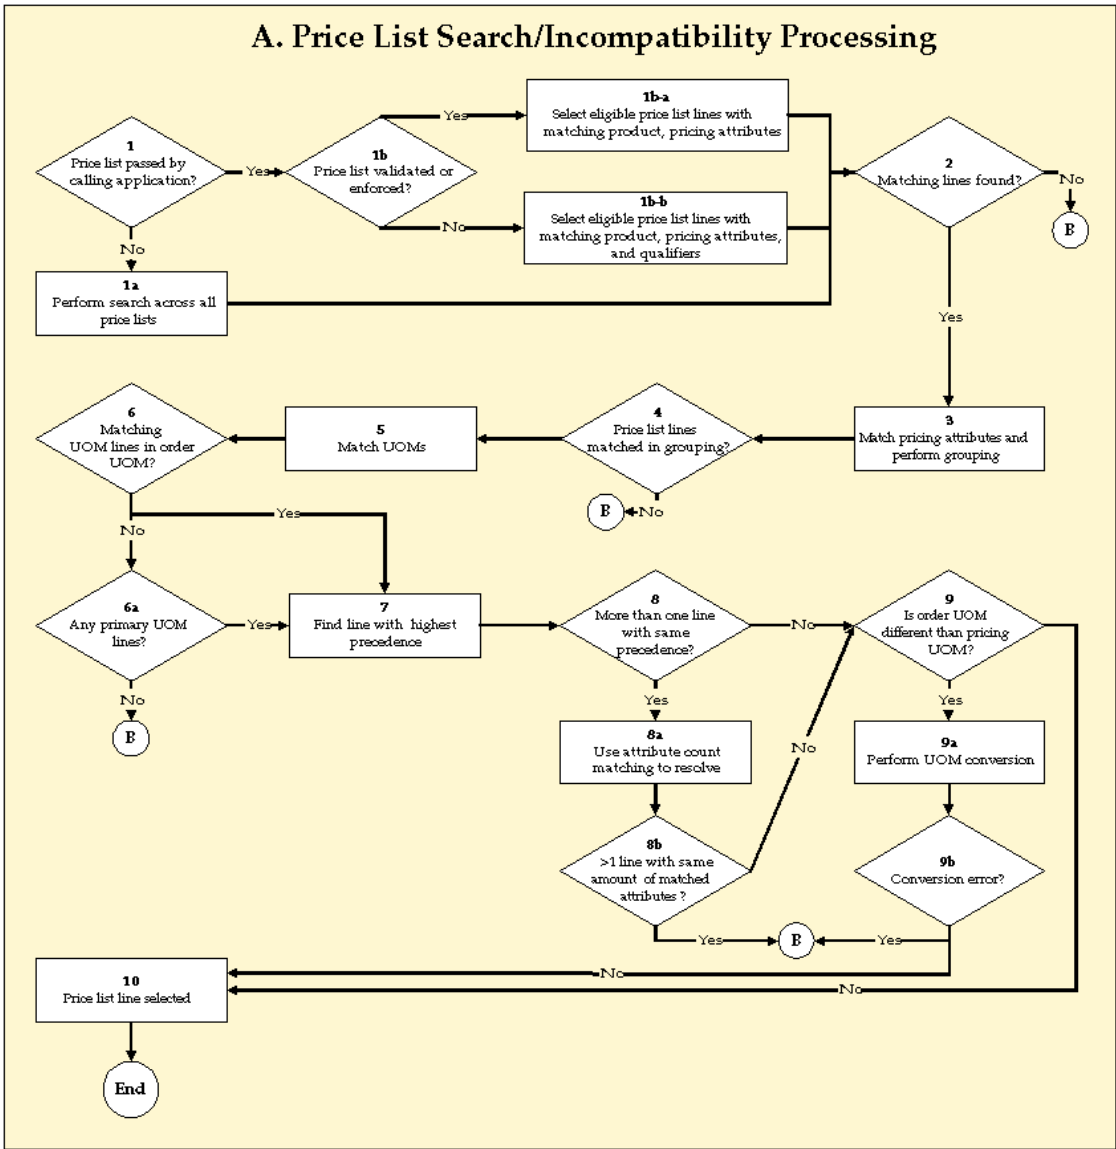 A. Price List Search/Incompatibility Processing
1
Price list passed by
calling application?
Yes
1b
Price list validated or
enforced?
Yes
1b-a
Select eligible price list lines with
matching product, pricing attributes
No
1b-b
Select eligible price list lines with
matching product, pricing attributes,
and qualifiers
2
Matching lines found?
No
B
No
1a
Perform search across all
price lists
Yes
3
Match pricing attributes and
perform grouping
4
Price list lines
matched in grouping?
No
B
5
Match UOMs
6
Matching
UOM lines in order
UOM?
Yes
No
6a
Any primary UOM
lines?
Yes
No
B
7
Find line with highest
precedence
8
More than one line
with same
precedence?
No
9
Is order UOM
different than pricing
UOM?
Yes
8a
Use attribute count
matching to resolve
No
Yes
9a
Perform UOM conversion
8b
>1 line with same
amount of matched
attributes ?
Yes
B
9b
Conversion error?
Yes
No
No
10
Price list line selected
End